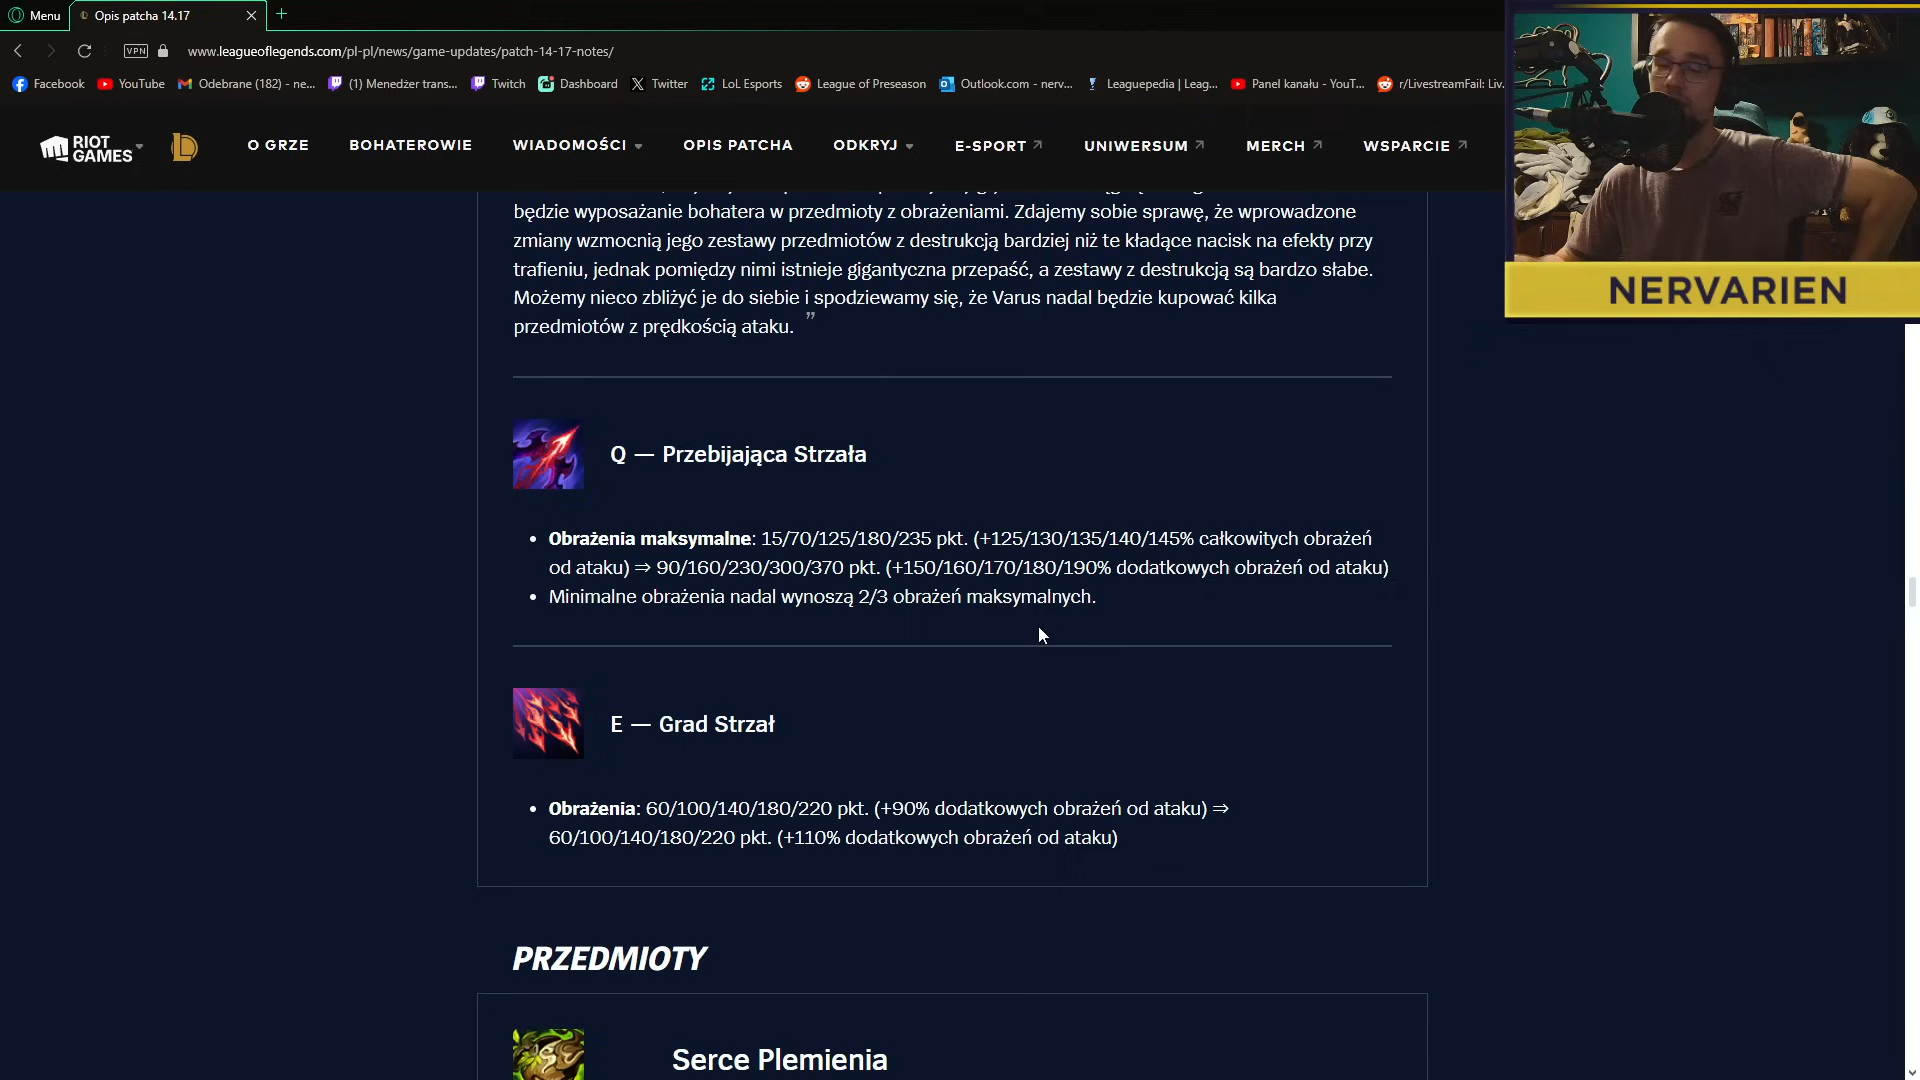 Menu
Opis patcha 14.17
VPN
www.leagueoflegends.com/pl-pl/news/game-updates/patch-14-17-notes/
Facebook
YouTube
Odebrane (182) - ne...
(1) Menedżer trans...
Twitch
Dashboard
Twitter
LoL Esports
League of Preseason
Outlook.com - nerv...
Leaguepedia | Leag...
Panel kanału - YouT...
r/LivestreamFail: Liv...
RIOT
GAMES
O GRZE
BOHATEROWIE
WIADOMOŚCI
OPIS PATCHA
ODKRYJ
E-SPORT
UNIWERSUM
MERCH
WSPARCIE
NERVARIEN
będzie wyposażanie bohatera w przedmioty z obrażeniami. Zdajemy sobie sprawę, że wprowadzone
zmiany wzmocnią jego zestawy przedmiotów z destrukcją bardziej niż te kładące nacisk na efekty przy
trafieniu, jednak pomiędzy nimi istnieje gigantyczna przepaść, a zestawy z destrukcją są bardzo słabe.
Możemy nieco zbliżyć je do siebie i spodziewamy się, że Varus nadal będzie kupować kilka
przedmiotów z prędkością ataku. ”
Q — Przebijająca Strzała
• Obrażenia maksymalne: 15/70/125/180/235 pkt. (+125/130/135/140/145% całkowitych obrażeń
od ataku) ⇒ 90/160/230/300/370 pkt. (+150/160/170/180/190% dodatkowych obrażeń od ataku)
• Minimalne obrażenia nadal wynoszą 2/3 obrażeń maksymalnych.
E — Grad Strzał
• Obrażenia: 60/100/140/180/220 pkt. (+90% dodatkowych obrażeń od ataku) ⇒
60/100/140/180/220 pkt. (+110% dodatkowych obrażeń od ataku)
PRZEDMIOTY
Serce Plemienia